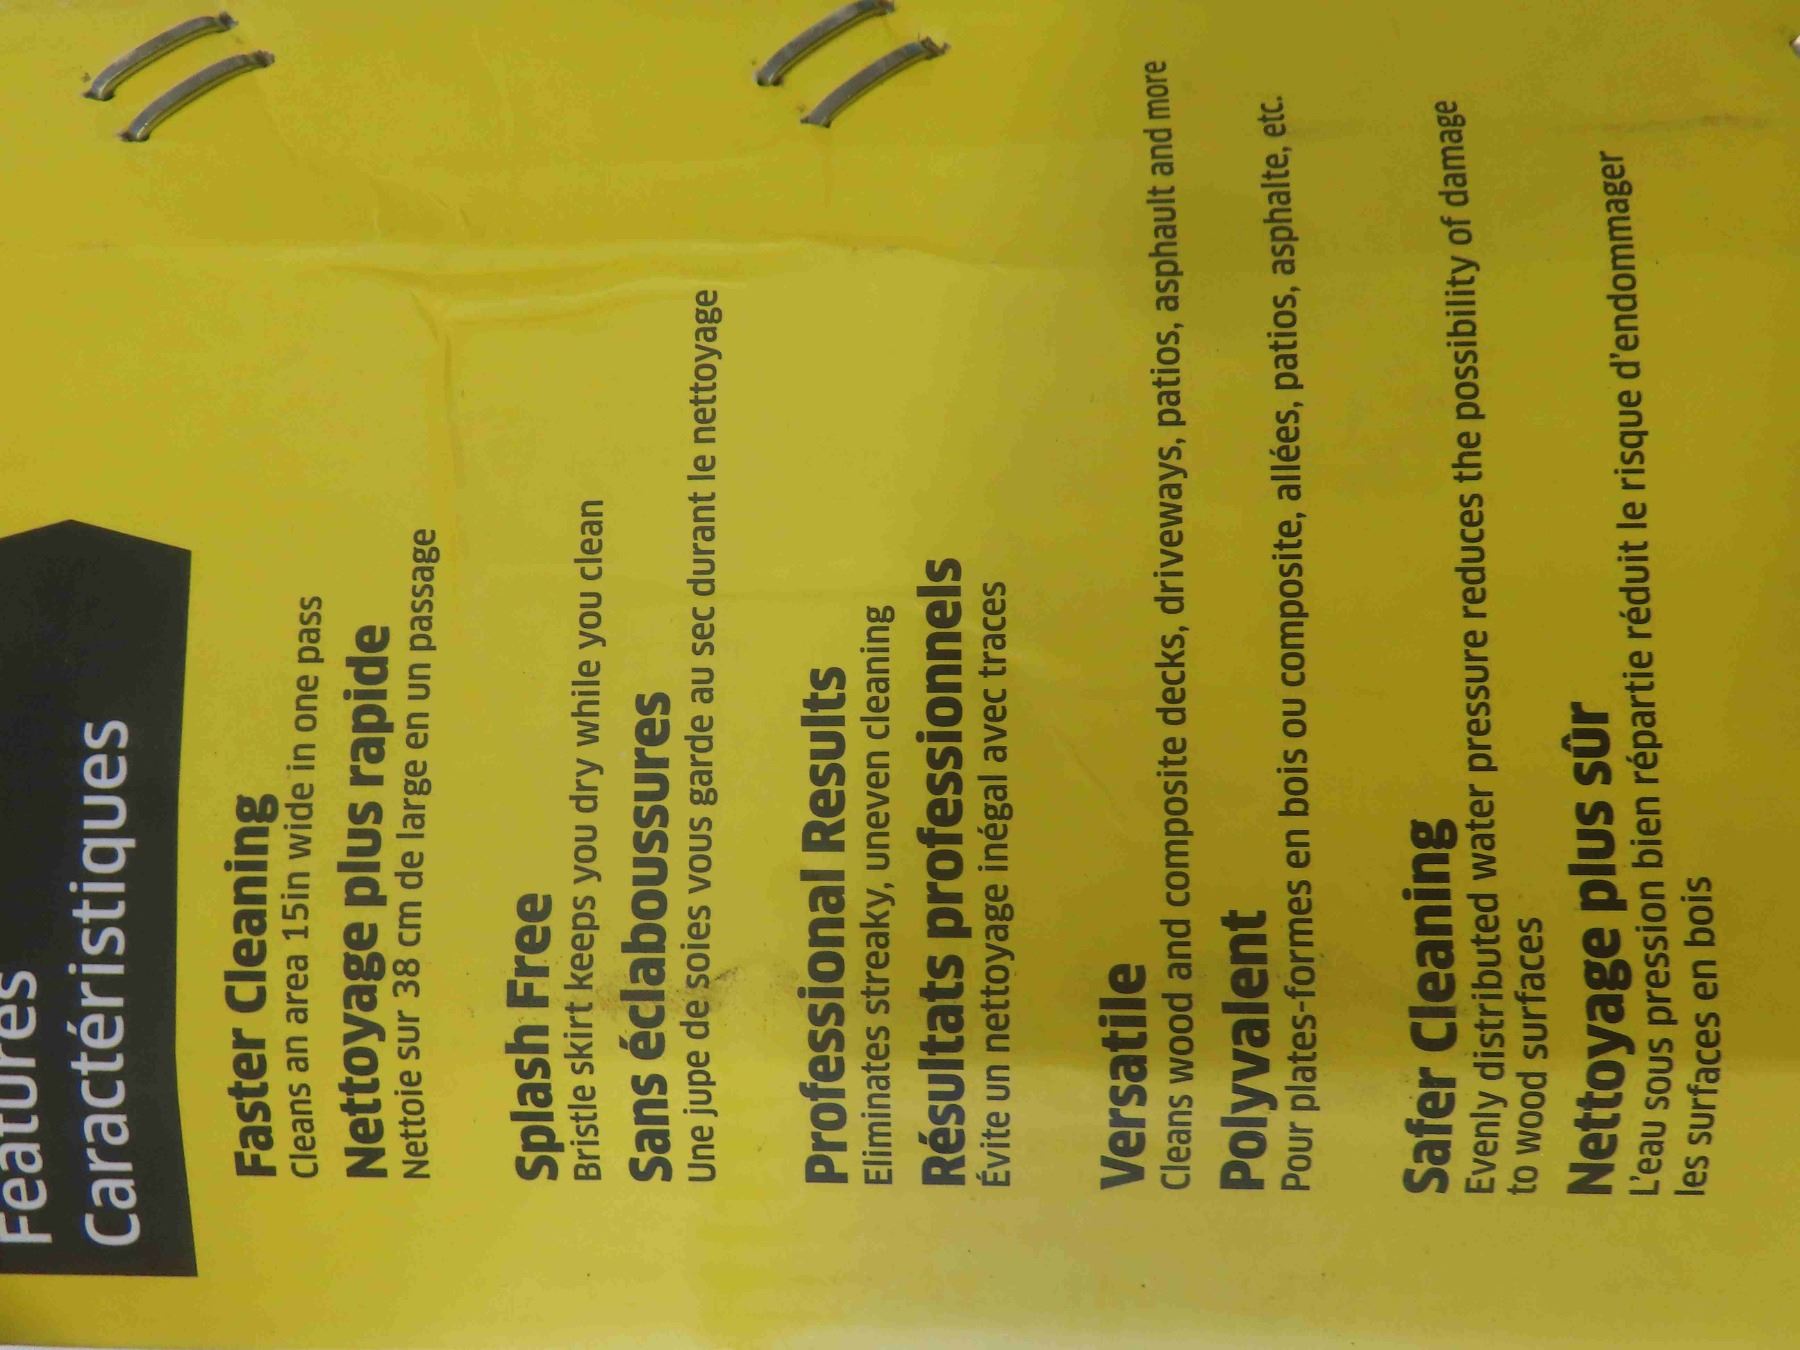 Features
Caractéristiques
Faster Cleaning
Cleans an area 15in wide in one pass
Nettoyage plus rapide
Nettoie sur 38 cm de large en un passage
Splash Free
Bristle skirt keeps you dry while you clean
Sans éclaboussures
Une jupe de soies vous garde au sec durant le nettoyage
Professional Results
Eliminates streaky, uneven cleaning
Résultats professionnels
Évite un nettoyage inégal avec traces
Versatile
Cleans wood and composite decks, driveways, patios, asphault and more
Polyvalent
Pour plates-formes en bois ou composite, allées, patios, asphalte, etc.
Safer Cleaning
Evenly distributed water pressure reduces the possibility of damage
to wood surfaces
Nettoyage plus sûr
L'eau sous pression bien répartie réduit le risque d'endommager
les surfaces en bois